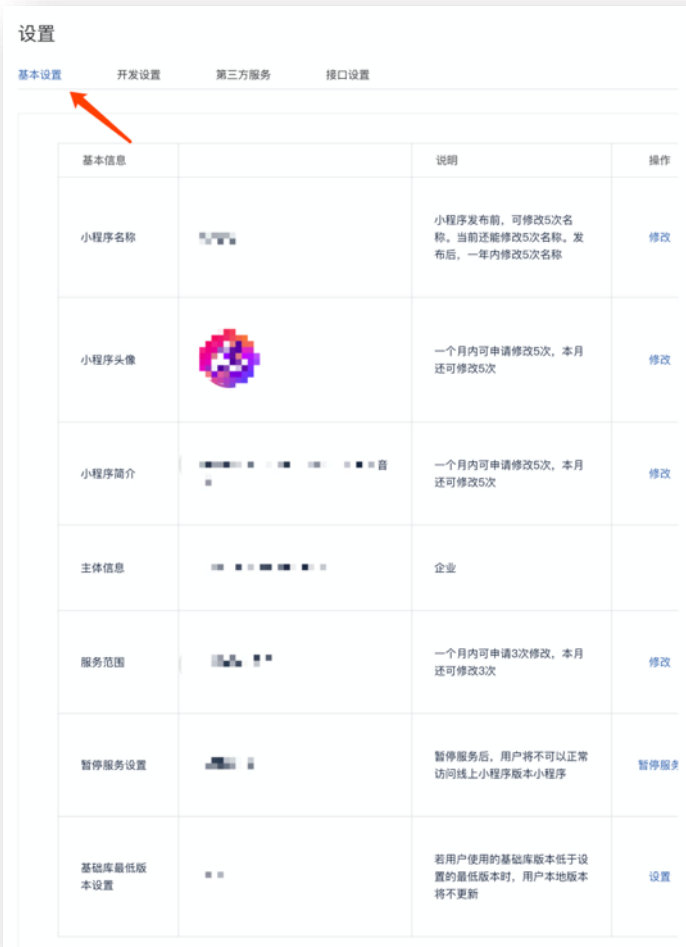 设置
基本设置 开发设置 第三方服务 接口设置
基本信息 说明 操作
小程序名称
小程序发布前，可修改5次名
称。当前还能修改5次名称。发
布后，一年内修改5次名称
修改
小程序头像
一个月内可申请修改5次，本月
还可修改5次
修改
小程序简介
音
一个月内可申请修改5次，本月
还可修改5次
修改
主体信息
企业
服务范围
一个月内可申请3次修改，本月
还可修改3次
修改
暂停服务设置
暂停服务后，用户将不可以正常
访问线上小程序版本小程序
暂停服务
基础库最低版
本设置
若用户使用的基础库版本低于设
置的最低版本时，用户本地版本
将不更新
设置